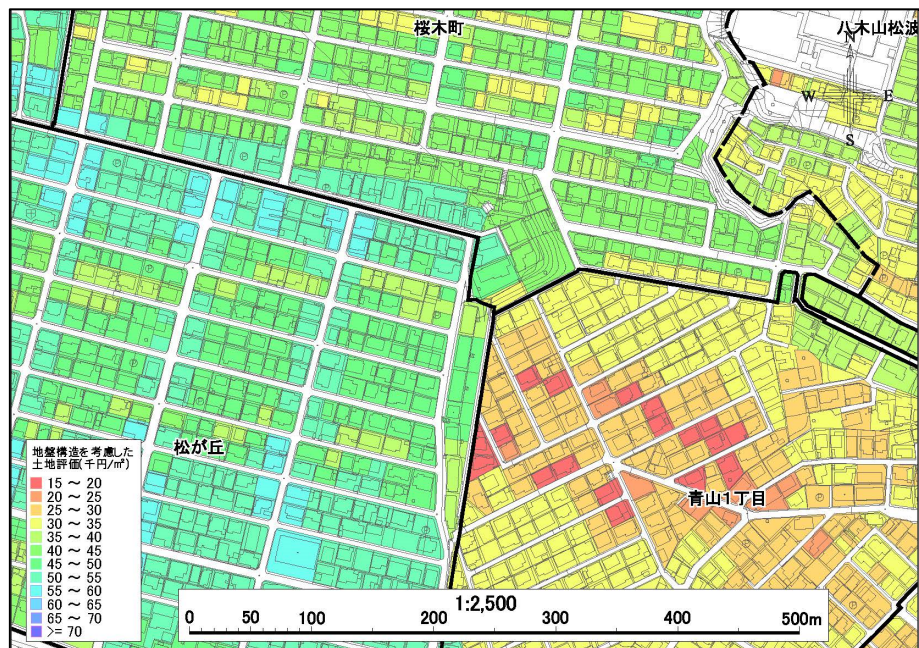 桜木町
八木山松波
N
W
E
S
松が丘
青山1丁目
地盤構造を考慮した
土地評価(千円/㎡)
15 ～ 20
20 ～ 25
25 ～ 30
30 ～ 35
35 ～ 40
40 ～ 45
45 ～ 50
50 ～ 55
55 ～ 60
60 ～ 65
65 ～ 70
>= 70
1:2,500
0 50 100 200 300 400 500m